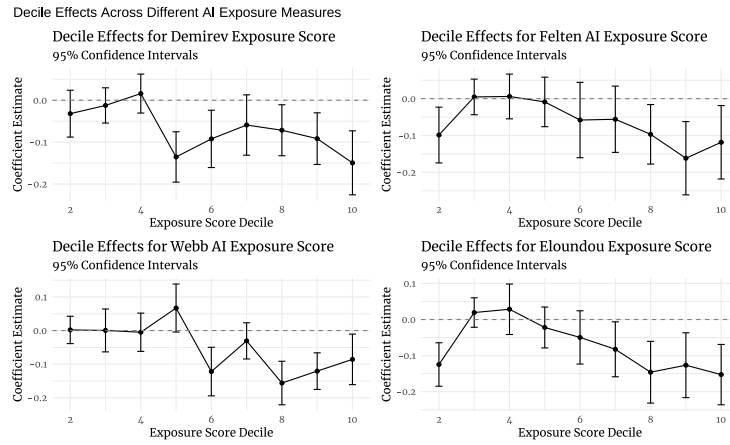 Decile Effects Across Different AI Exposure Measures
Decile Effects for Demirev Exposure Score
95% Confidence Intervals
Coefficient Estimate
0.0
−0.1
−0.2
2 4 6 8 10
Exposure Score Decile
Decile Effects for Felten AI Exposure Score
95% Confidence Intervals
Coefficient Estimate
0.0
−0.1
−0.2
2 4 6 8 10
Exposure Score Decile
Decile Effects for Webb AI Exposure Score
95% Confidence Intervals
Coefficient Estimate
0.1
0.0
−0.1
−0.2
2 4 6 8 10
Exposure Score Decile
Decile Effects for Eloundou Exposure Score
95% Confidence Intervals
Coefficient Estimate
0.1
0.0
−0.1
−0.2
2 4 6 8 10
Exposure Score Decile